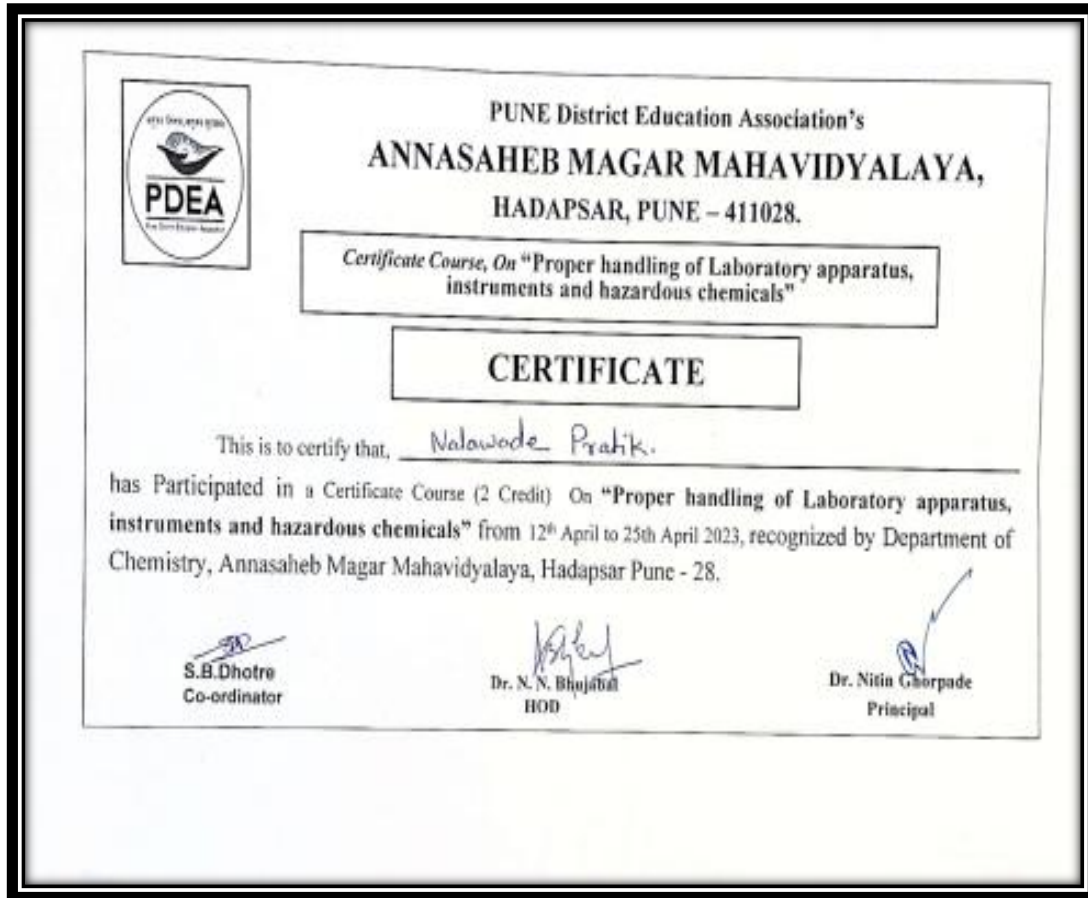 PUNE District Education Association's
ANNASAHEB MAGAR MAHAVIDYALAYA,
HADAPSAR, PUNE – 411028.
PDEA
Certificate Course, On "Proper handling of Laboratory apparatus,
instruments and hazardous chemicals"
CERTIFICATE
This is to certify that, Nalawade Pratik.
has Participated in a Certificate Course (2 Credit) On "Proper handling of Laboratory apparatus,
instruments and hazardous chemicals" from 12th April to 25th April 2023, recognized by Department of
Chemistry, Annasaheb Magar Mahavidyalaya, Hadapsar Pune - 28.
S.B.Dhotre
Co-ordinator
Dr. N. N. Bhujabal
HOD
Dr. Nitin Ghorpade
Principal